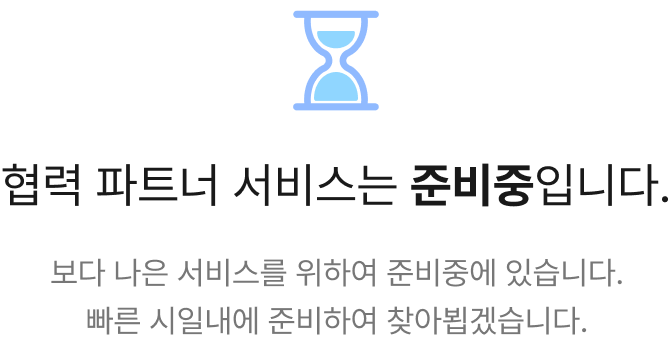 협력 파트너 서비스는 준비중입니다.
보다 나은 서비스를 위하여 준비중에 있습니다.
빠른 시일내에 준비하여 찾아뵙겠습니다.